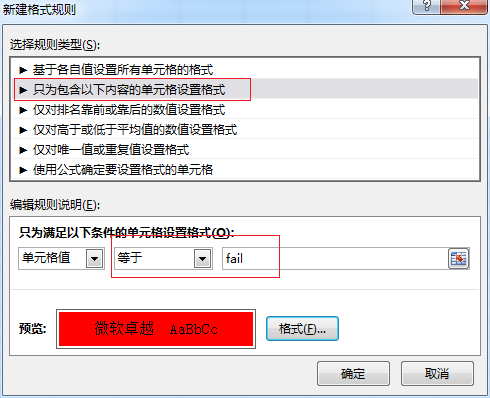 新建格式规则
选择规则类型(S):
► 基于各自值设置所有单元格的格式
► 只为包含以下内容的单元格设置格式
► 仅对排名靠前或靠后的数值设置格式
► 仅对高于或低于平均值的数值设置格式
► 仅对唯一值或重复值设置格式
► 使用公式确定要设置格式的单元格
编辑规则说明(E):
只为满足以下条件的单元格设置格式(O):
单元格值 等于 fail
预览: 微软卓越 AaBbCc 格式(F)...
确定 取消